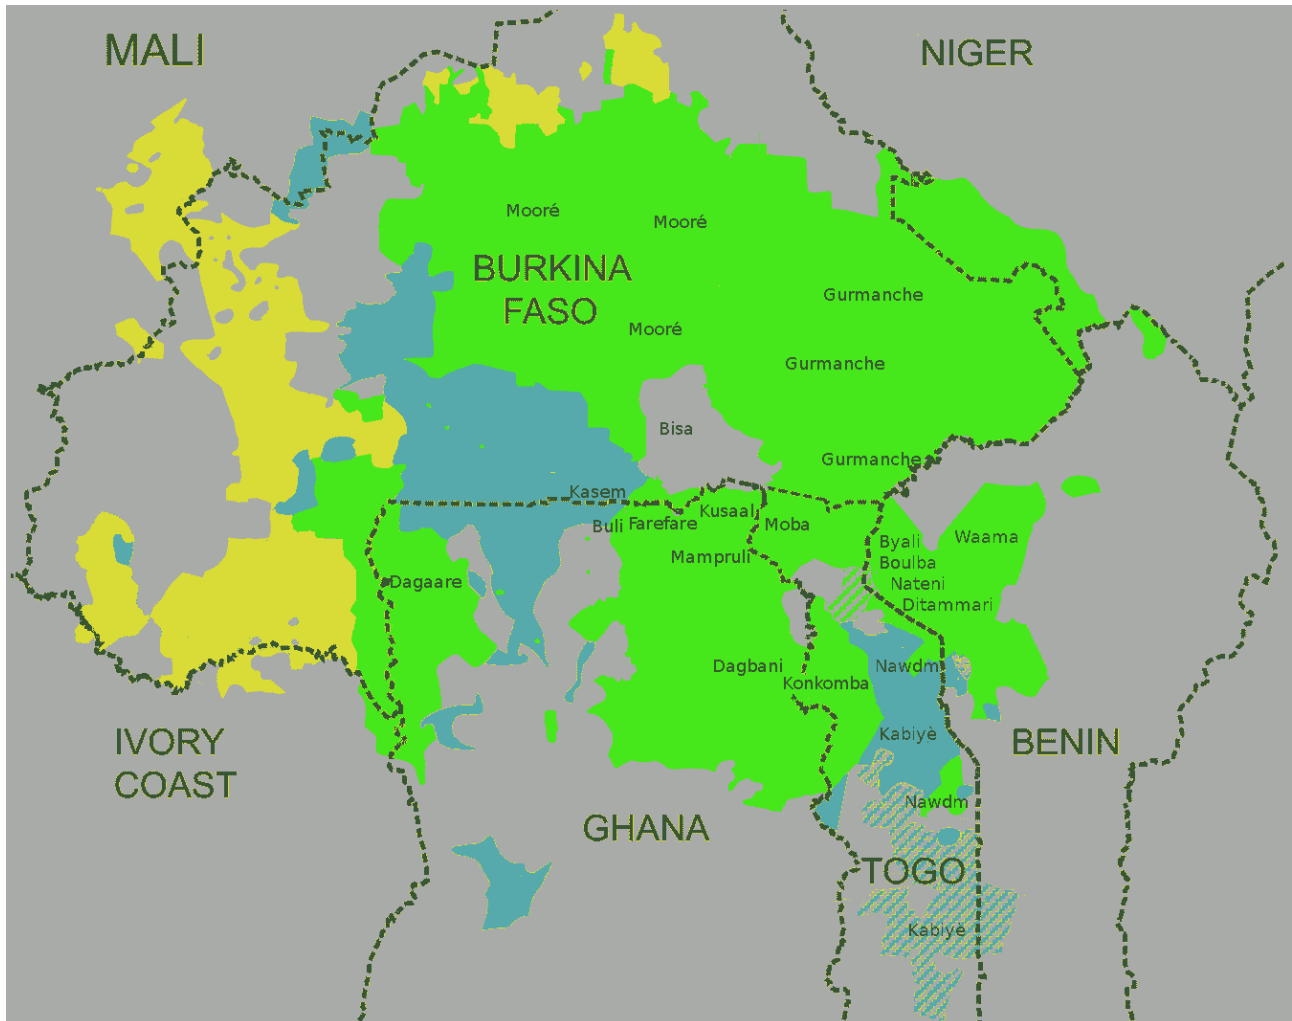 MALI
NIGER
Mooré
Mooré
BURKINA
FASO
Gurmanche
Mooré
Gurmanche
Bisa
Gurmanche
Kasem
Kusaal
Buli
Farefare
Moba
Mampruli
Byali
Waama
Boulba
Dagaare
Nateni
Ditammari
Dagbani
Nawdm
Konkomba
IVORY
COAST
Kabiyè
BENIN
Nawdm
GHANA
TOGO
Kabiyè